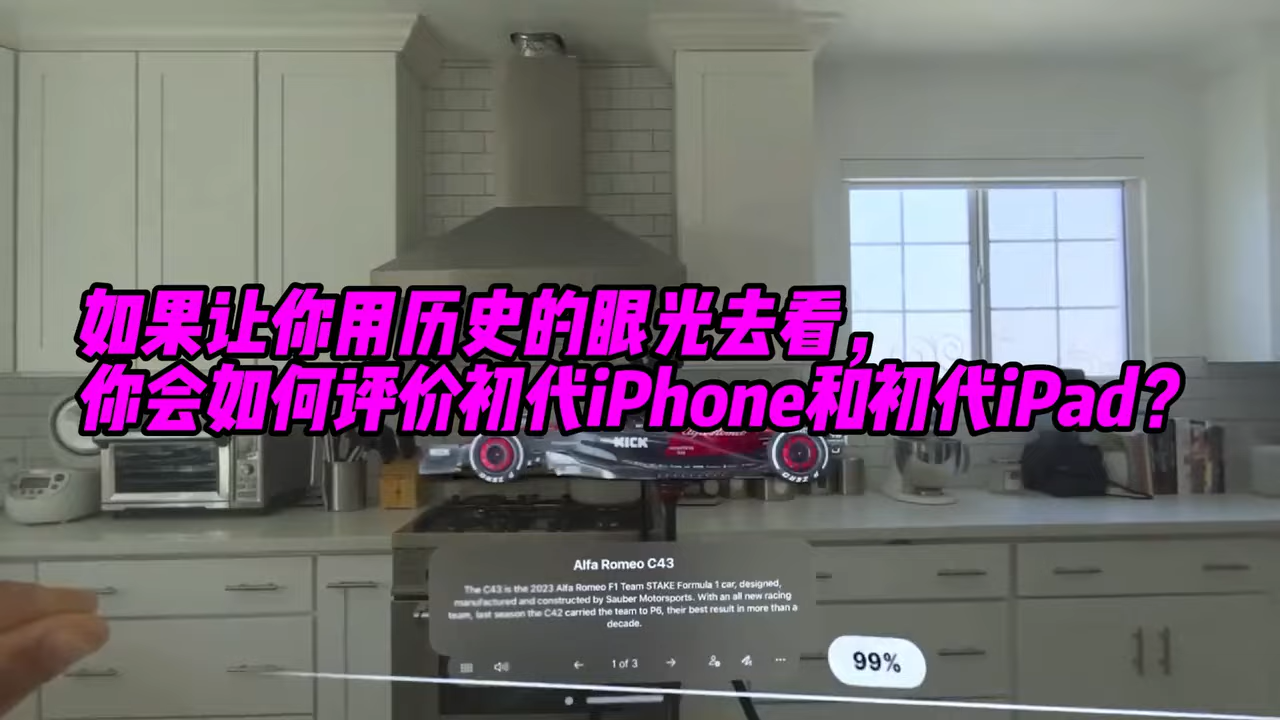 如果让你用历史的眼光去看，
你会如何评价初代iPhone和初代iPad？
KICK
Alfa Romeo C43
The C43 is the 2023 Alfa Romeo F1 Team STAKE Formula 1 car, designed,
manufactured and constructed by Sauber Motorsports. With an all new racing
team, last season the C42 carried the team to P6, their best result in more than a
decade.
1 of 3
99%